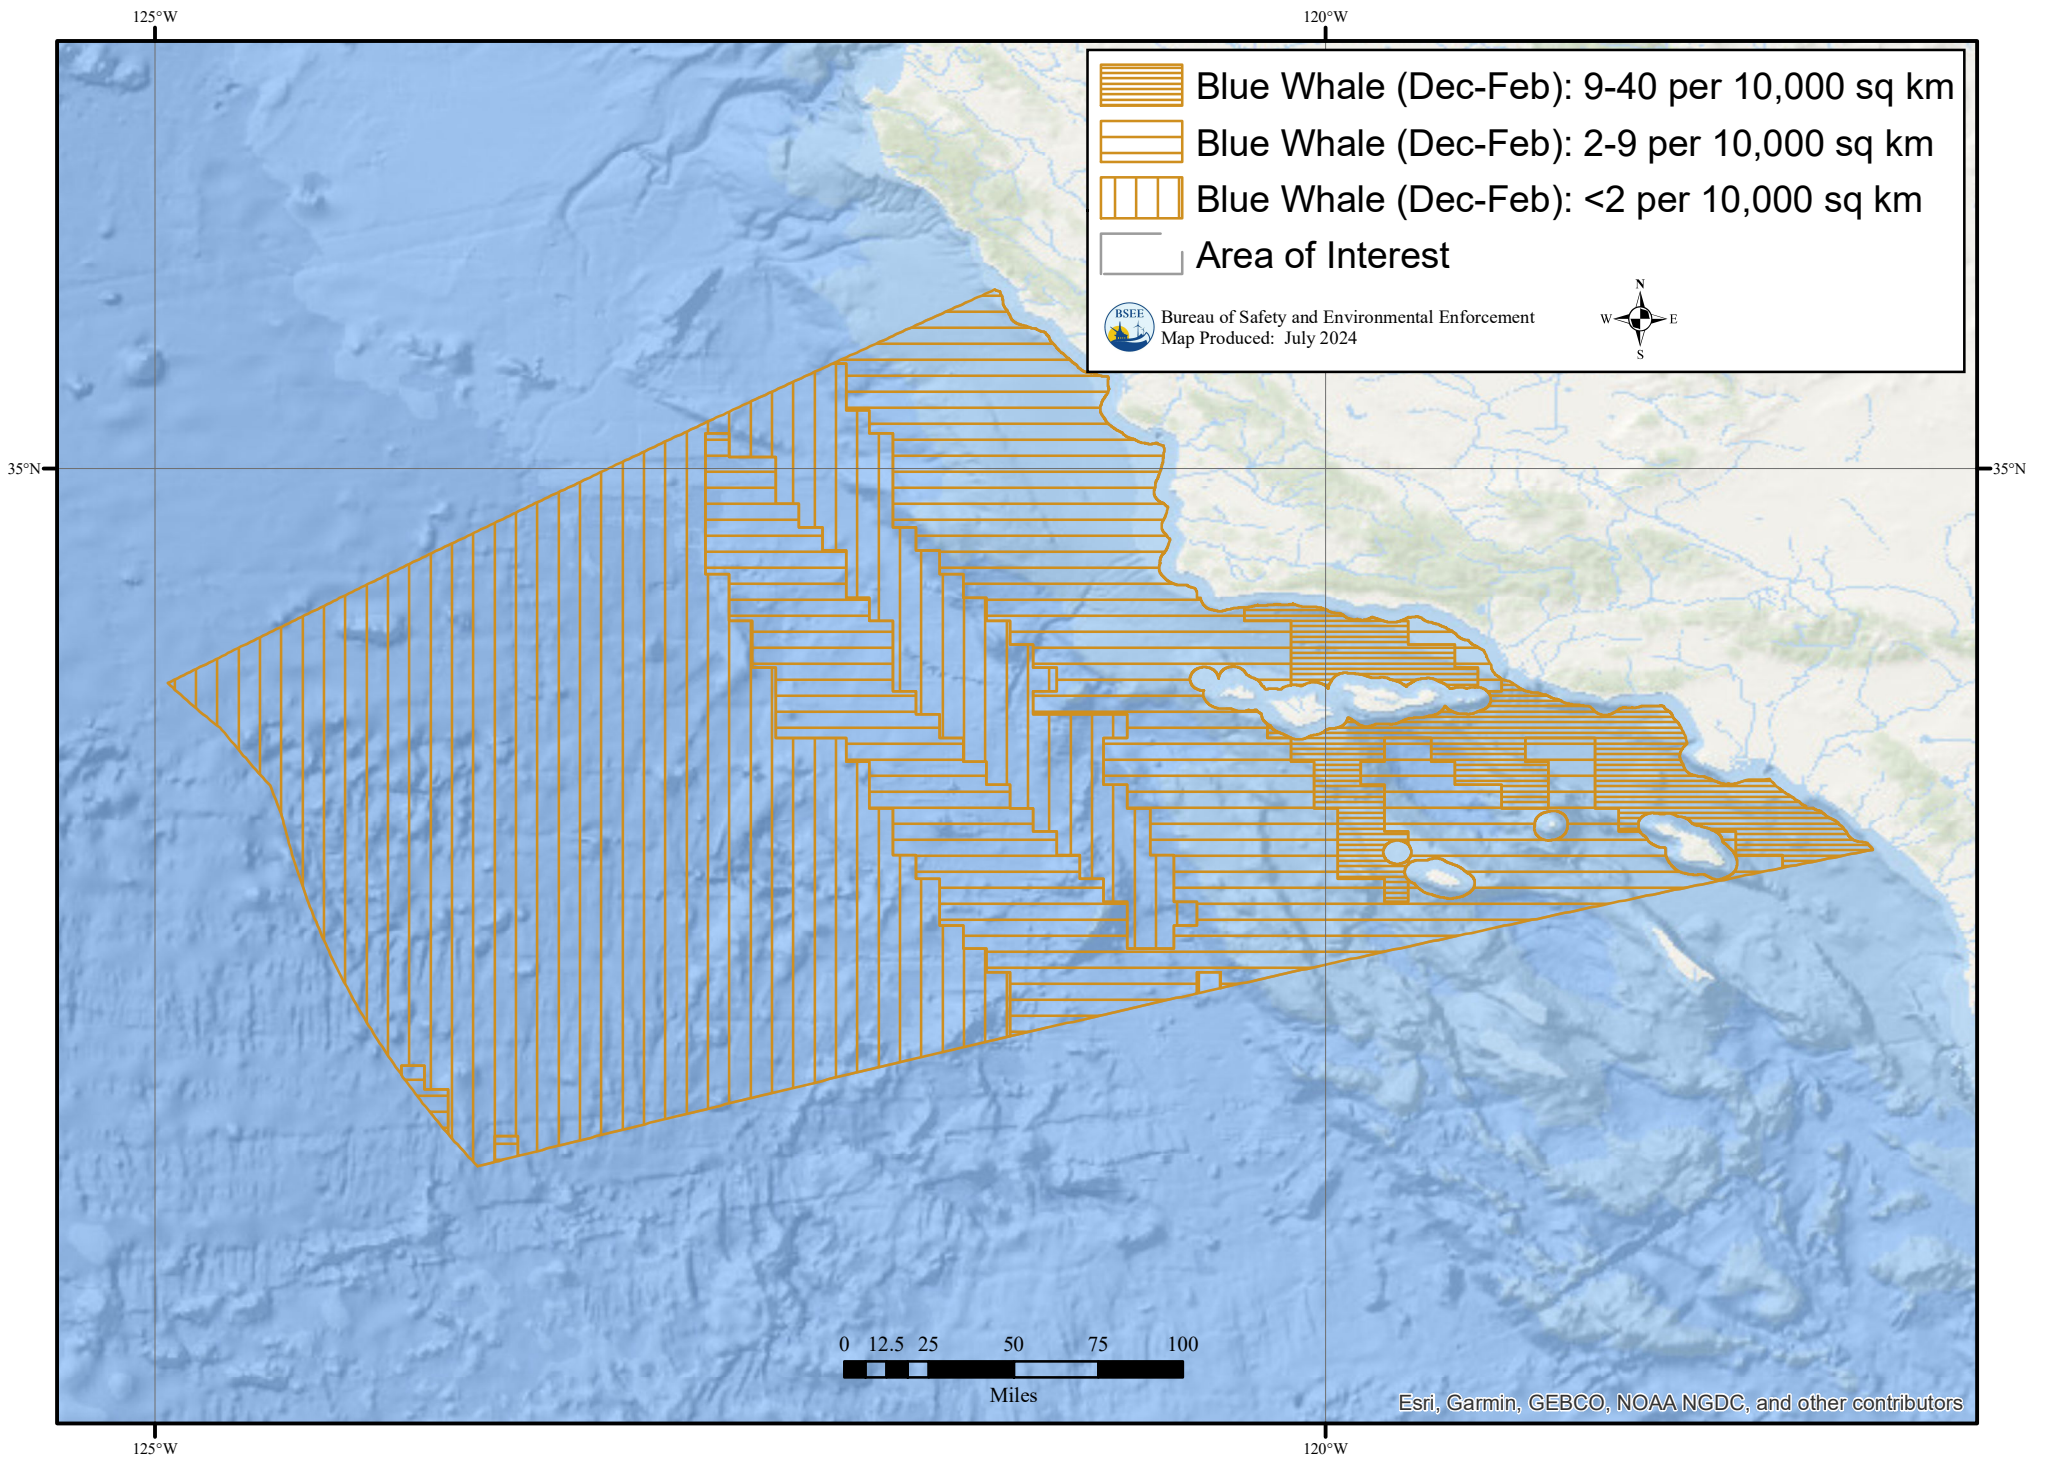 125°W
120°W
Blue Whale (Dec-Feb): 9-40 per 10,000 sq km
Blue Whale (Dec-Feb): 2-9 per 10,000 sq km
Blue Whale (Dec-Feb): <2 per 10,000 sq km
Area of Interest
N
W
E
S
BSEE
Bureau of Safety and Environmental Enforcement
Map Produced: July 2024
35°N
35°N
0 12.5 25 50 75 100
Miles
Esri, Garmin, GEBCO, NOAA NGDC, and other contributors
125°W
120°W